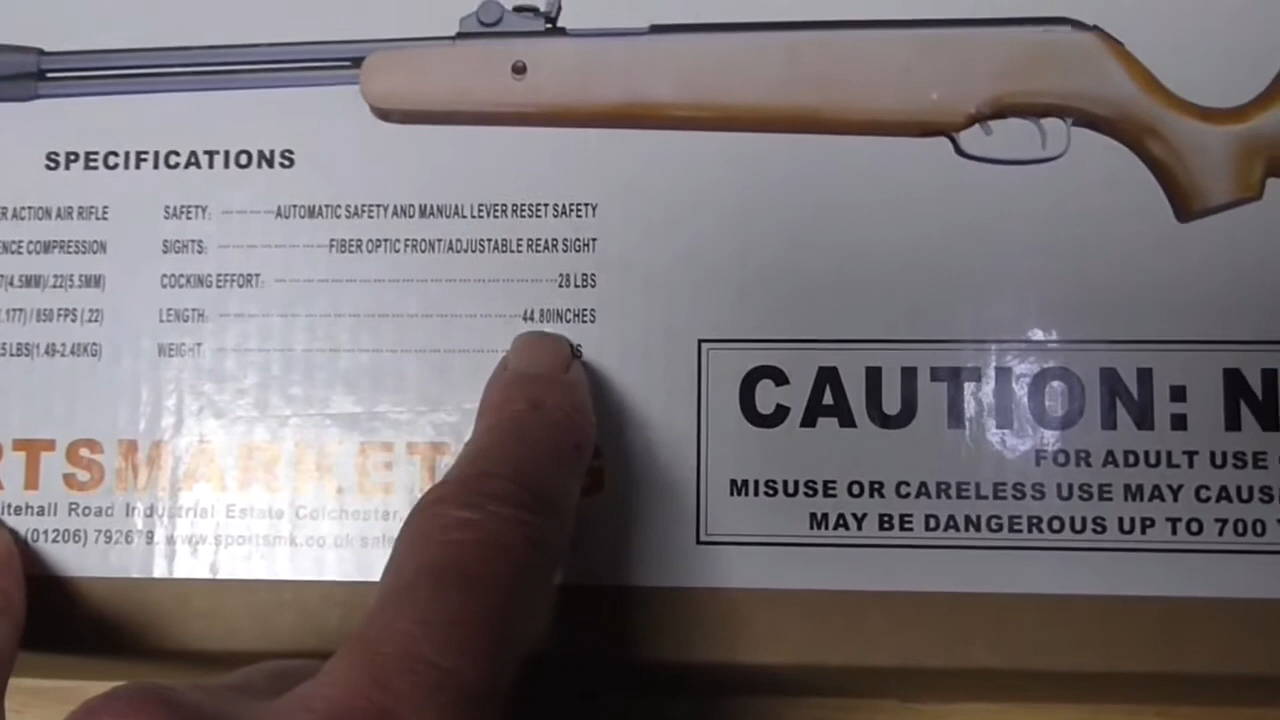 SPECIFICATIONS
R ACTION AIR RIFLE SAFETY: AUTOMATIC SAFETY AND MANUAL LEVER RESET SAFETY
ENCE COMPRESSION SIGHTS: FIBER OPTIC FRONT/ADJUSTABLE REAR SIGHT
7(4.5MM)/.22(5.5MM) COCKING EFFORT: 28 LBS
.177) / 850 FPS (.22) LENGTH: 44.80INCHES
5 LBS(1.49-2.48KG) WEIGHT:
RTSMARKET
itehall Road Industrial Estate Colchester,
(01206) 792679. www.sportsmk.co.uk sale
CAUTION: N
FOR ADULT USE
MISUSE OR CARELESS USE MAY CAUS
MAY BE DANGEROUS UP TO 700